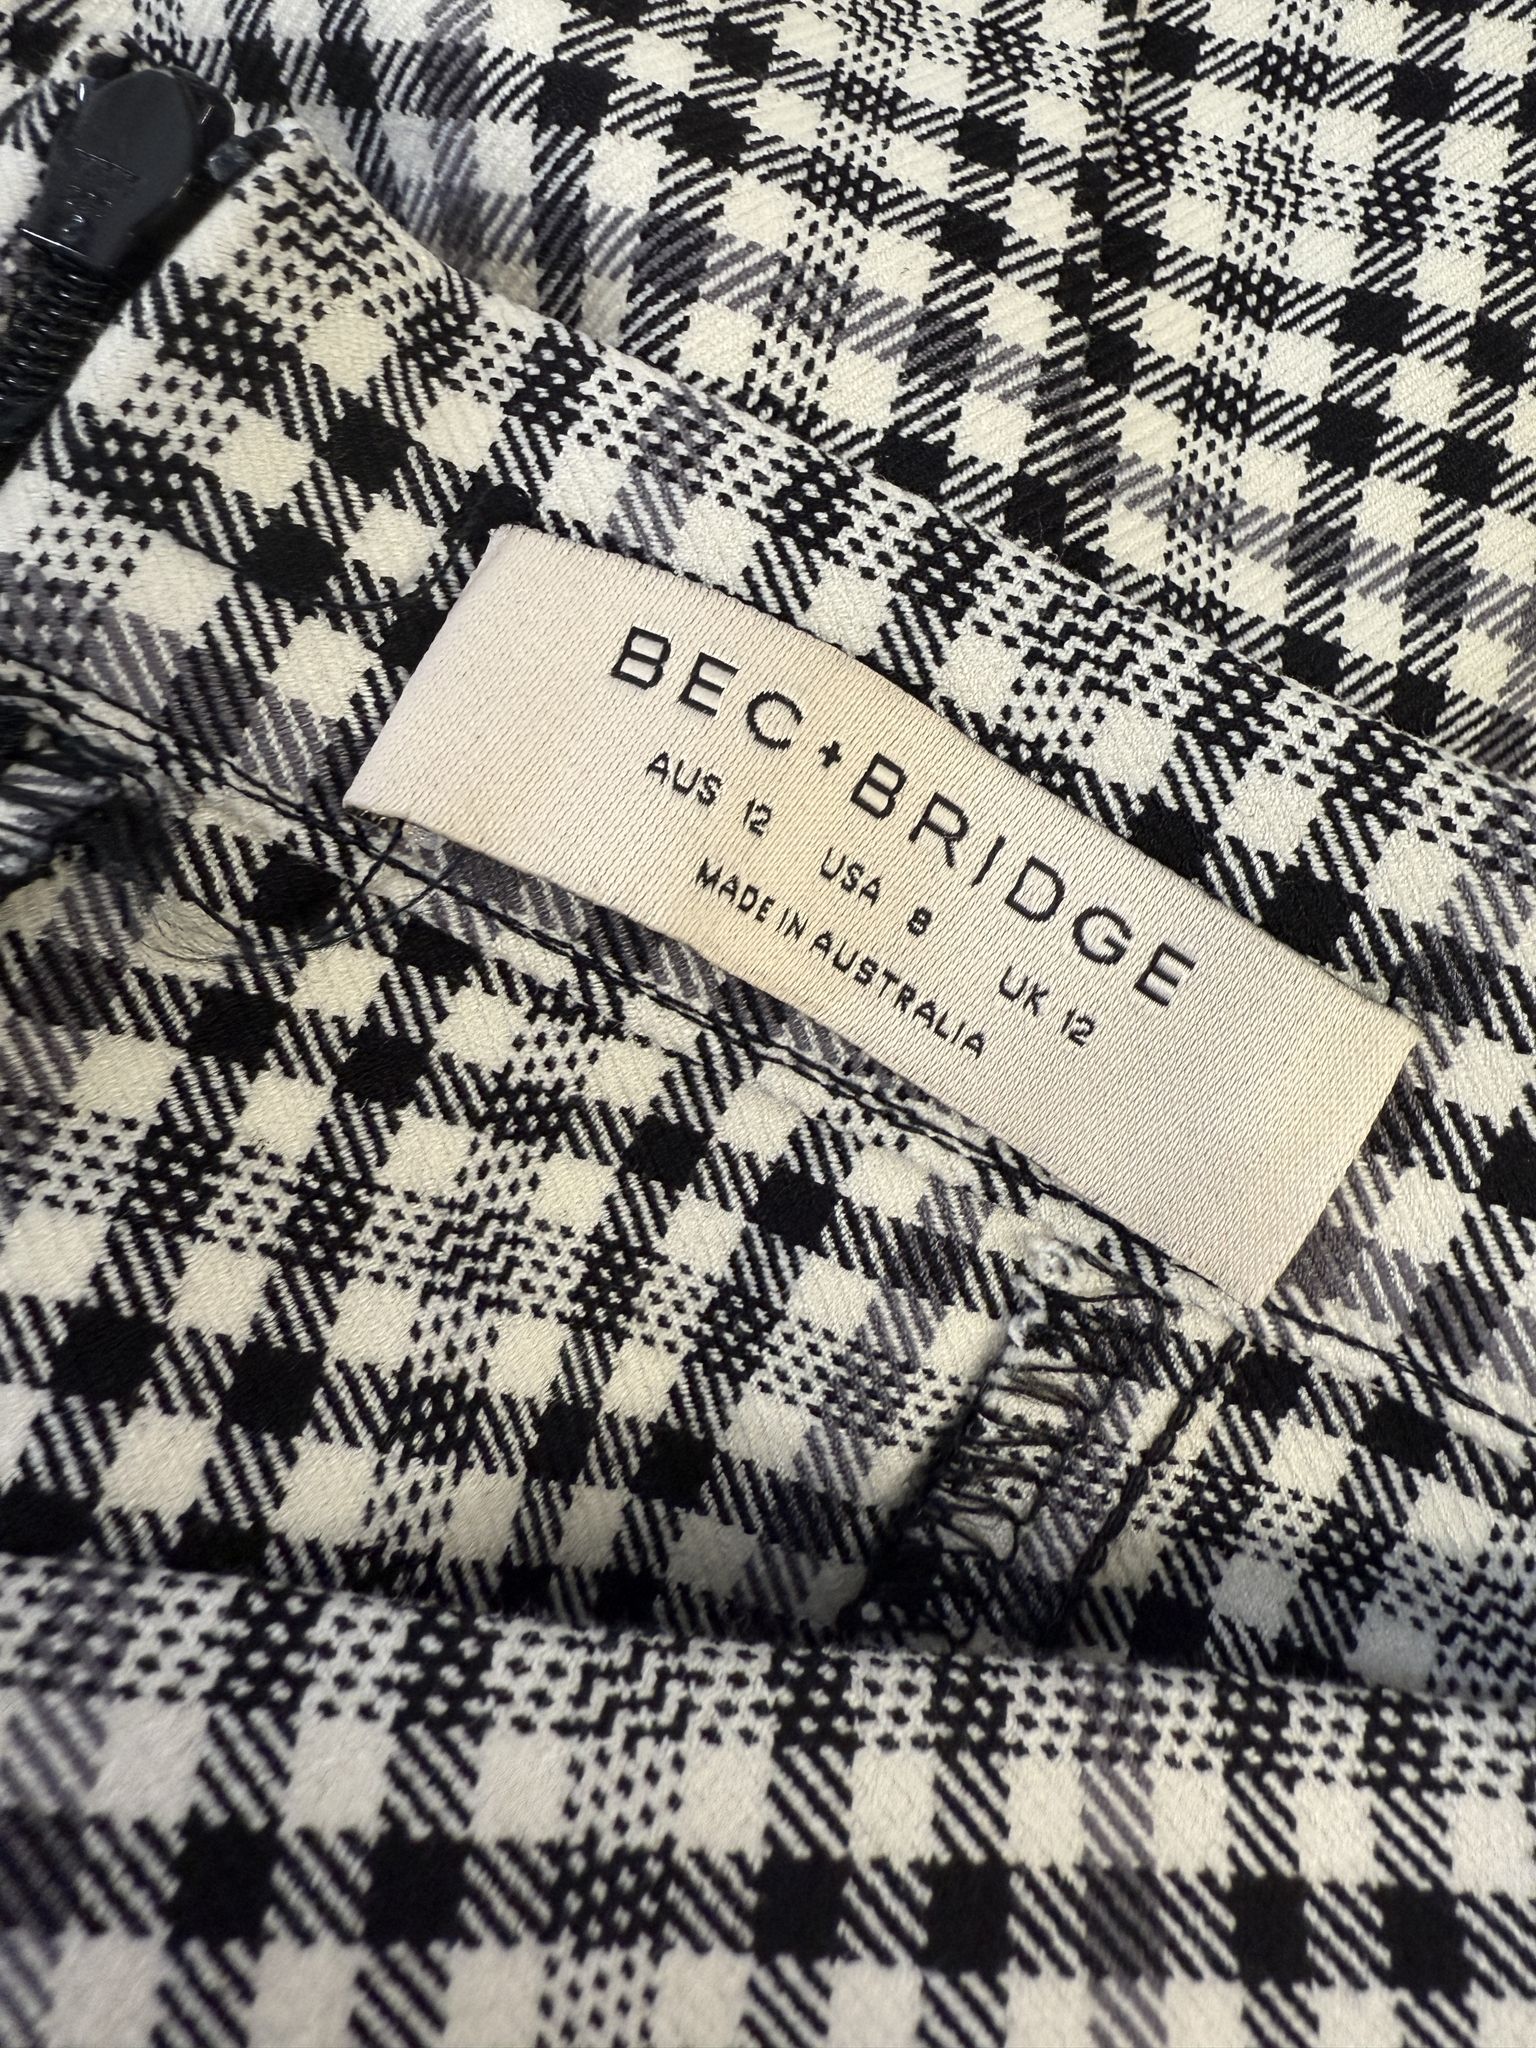 BEC+BRIDGE
AUS 12 USA 8 UK 12
MADE IN AUSTRALIA